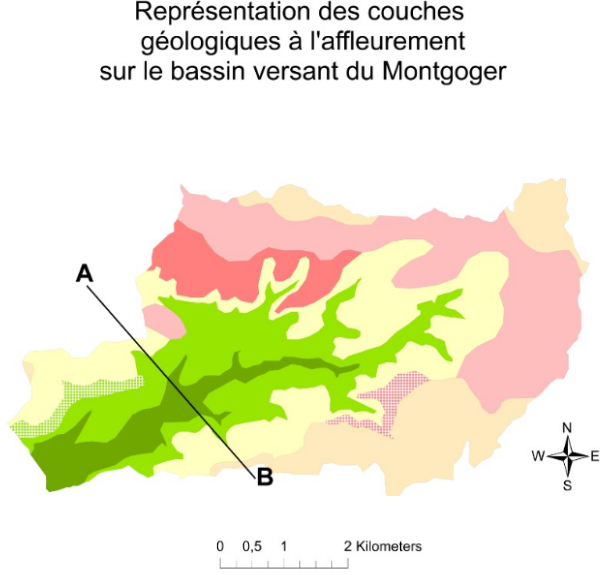 Représentation des couches
géologiques à l'affleurement
sur le bassin versant du Montgoger
A
B
N
W E
S
0 0,5 1 2 Kilometers